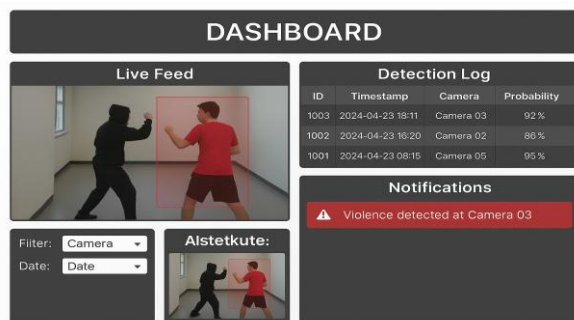 DASHBOARD
Live Feed
Detection Log
ID Timestamp Camera Probability
1003 2024-04-23 18:11 Camera 03 92%
1002 2024-04-23 16:20 Camera 02 86%
1001 2024-04-23 08:15 Camera 05 95%
Notifications
Violence detected at Camera 03
Fiiter: Camera
Date: Date
Alstetkute: